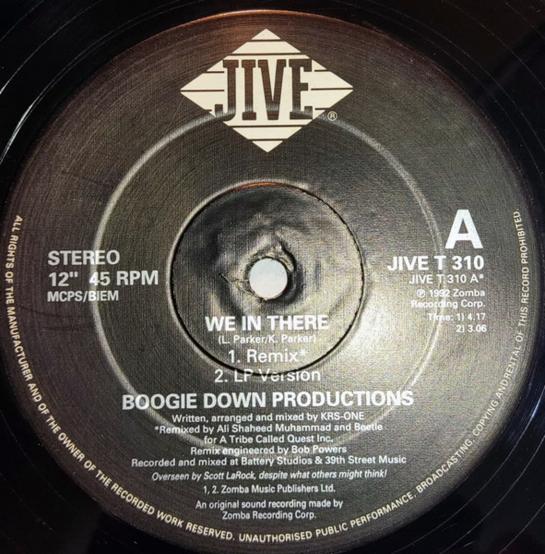 JIVE®
A
STEREO
12" 45 RPM
MCPS/BIEM
JIVE T 310
JIVE T 310 A*
℗ 1992 Zomba
Recording Corp.
Time: 1) 4.17
2) 3.06
WE IN THERE
(L. Parker/K. Parker)
1. Remix*
2. LP Version
BOOGIE DOWN PRODUCTIONS
Written, arranged and mixed by KRS-ONE
*Remixed by Ali Shaheed Muhammad and Beetle
for A Tribe Called Quest Inc.
Remix engineered by Bob Powers
Recorded and mixed at Battery Studios & 39th Street Music
Overseen by Scott LaRock, despite what others might think!
1, 2. Zomba Music Publishers Ltd.
An original sound recording made by
Zomba Recording Corp.
ALL RIGHTS OF THE MANUFACTURER AND OF THE OWNER OF THE RECORDED WORK RESERVED. UNAUTHORISED PUBLIC PERFORMANCE, BROADCASTING, COPYING AND RENTAL OF THIS RECORD PROHIBITED.